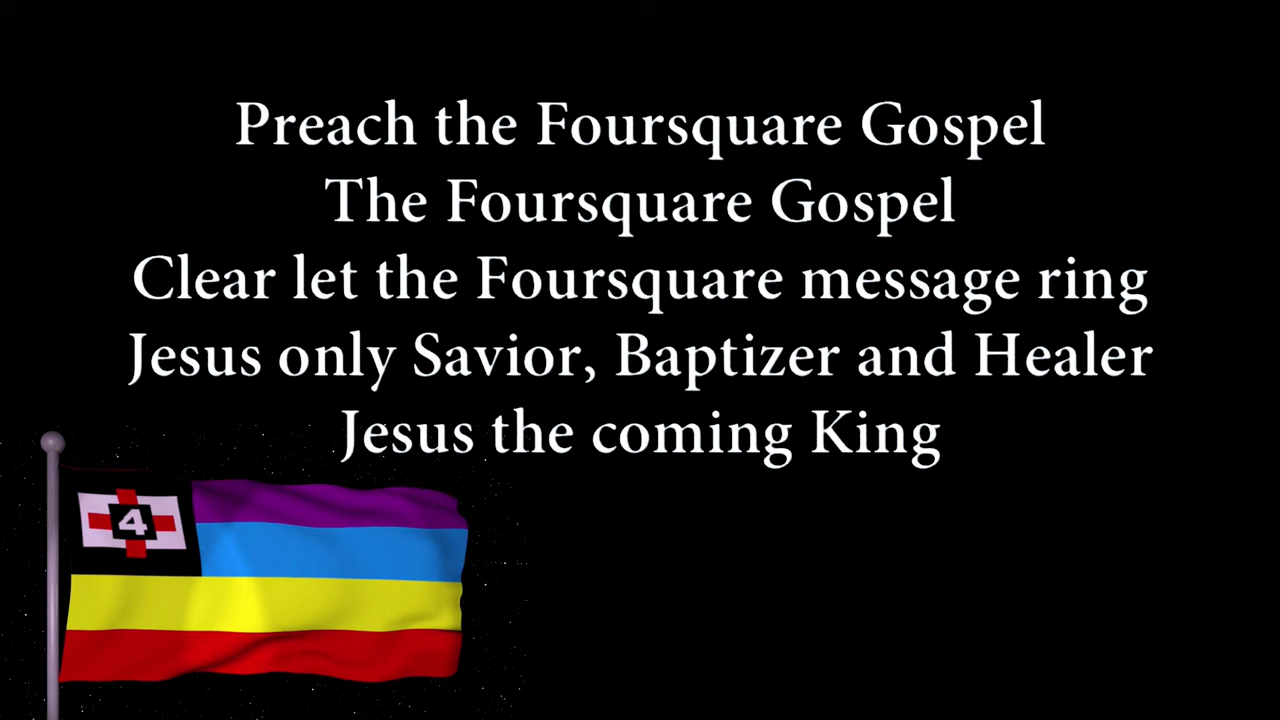 Preach the Foursquare Gospel
The Foursquare Gospel
Clear let the Foursquare message ring
Jesus only Savior, Baptizer and Healer
Jesus the coming King
4